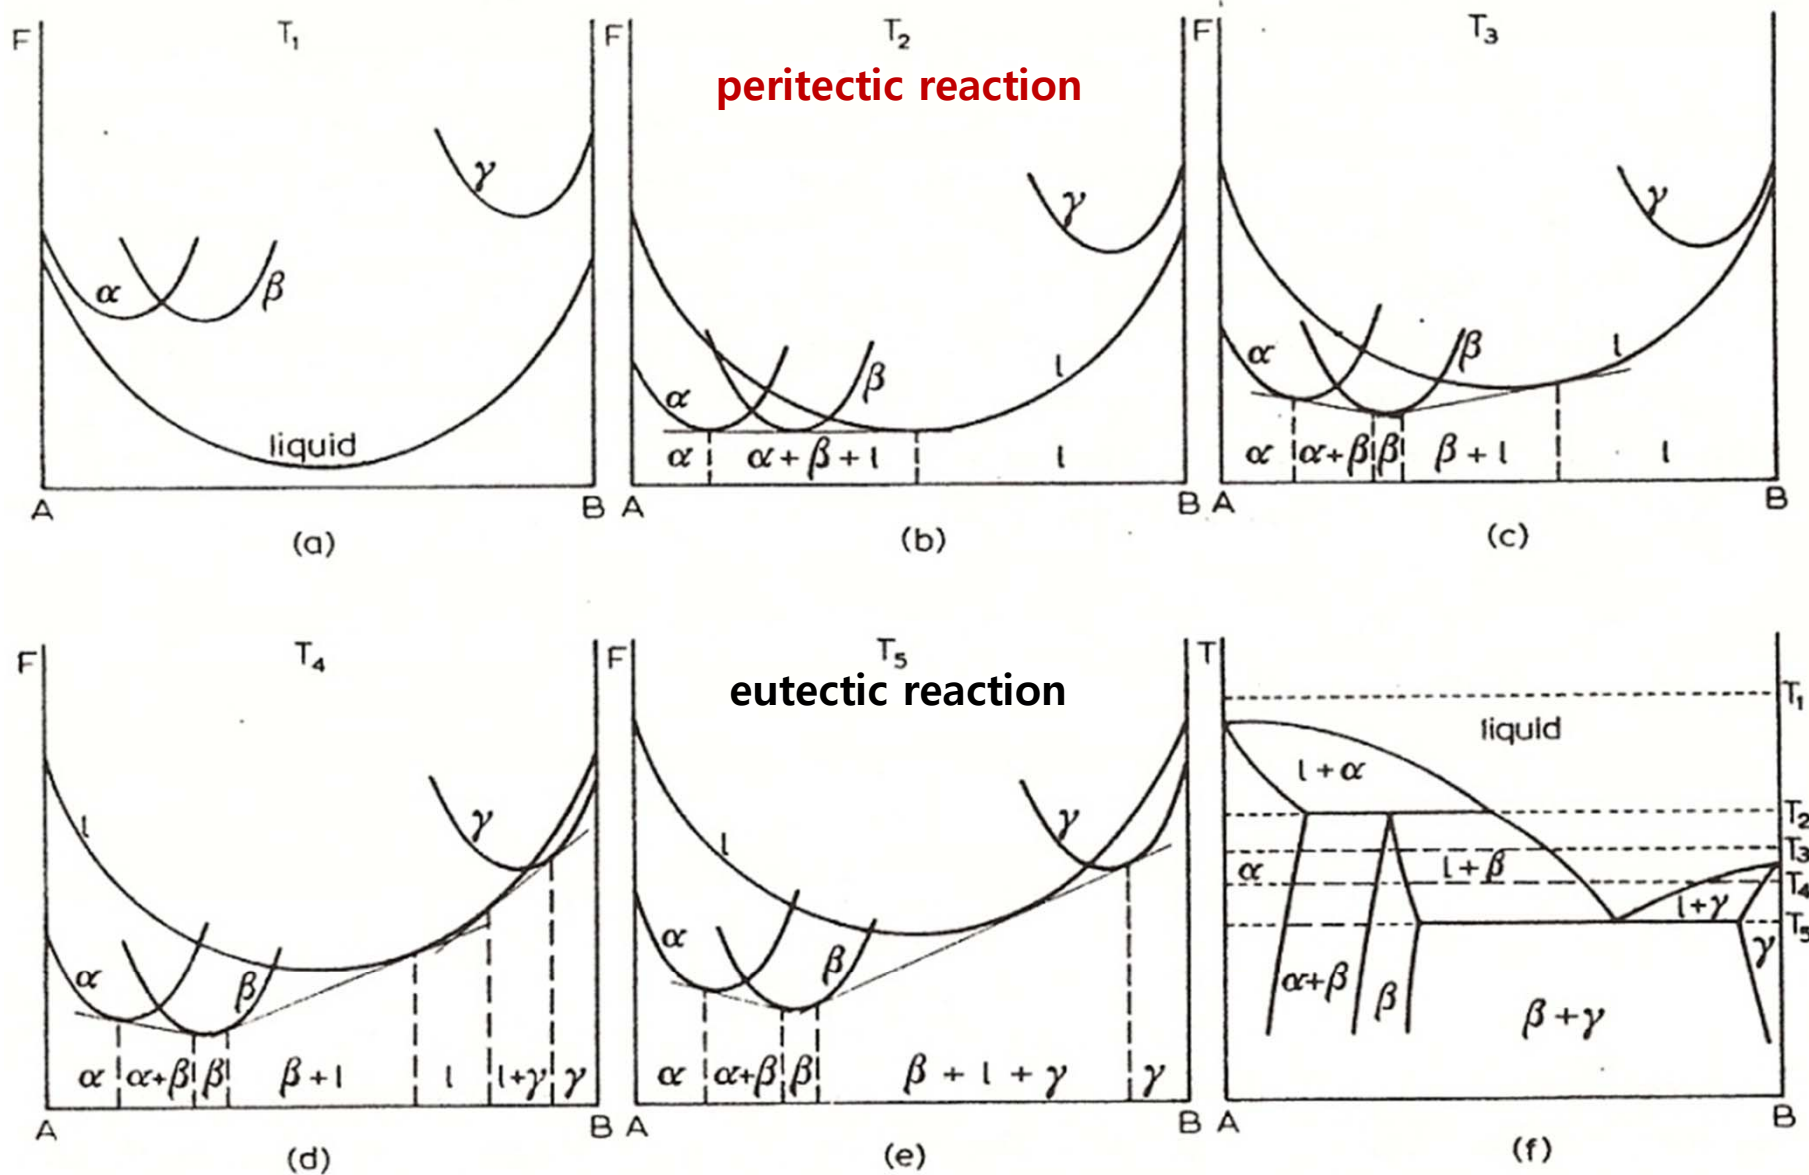 F T₁
γ
α β
liquid
A B
(a)
F T₂
peritectic reaction
γ
l
α β
α α+β+l l
A B
(b)
F T₃
γ
α β l
α α+β β β+l l
A B
(c)
F T₄
l γ
α β
α α+β β β+l l l+γ γ
A B
(d)
F T₅
eutectic reaction
l γ
α β
α α+β β β+l+γ γ
A B
(e)
T
T₁
liquid
l+α
T₂
T₃
α l+β
T₄
l+γ
T₅
γ
α+β β β+γ
A B
(f)